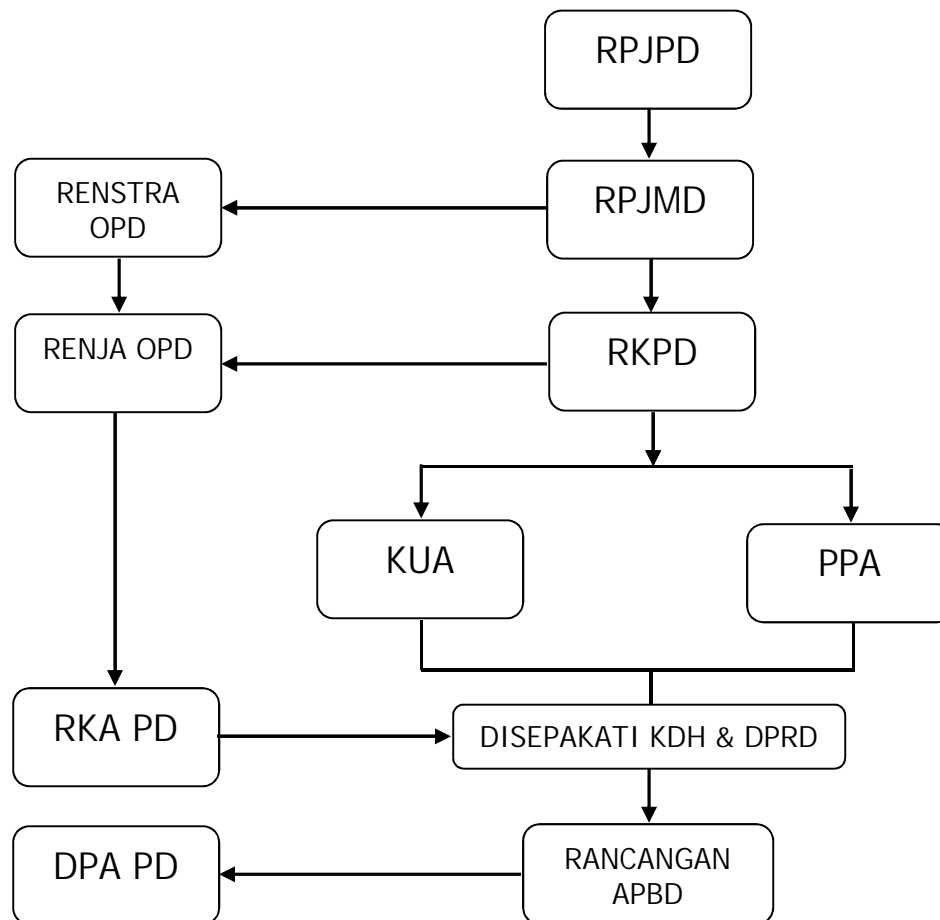 RPJPD
RENSTRA
OPD
RPJMD
RENJA OPD
RKPD
KUA
PPA
RKA PD
DISEPAKATI KDH & DPRD
DPA PD
RANCANGAN
APBD